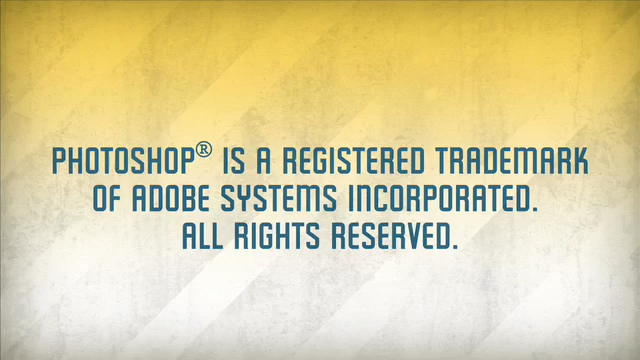 PHOTOSHOP® IS A REGISTERED TRADEMARK
OF ADOBE SYSTEMS INCORPORATED.
ALL RIGHTS RESERVED.